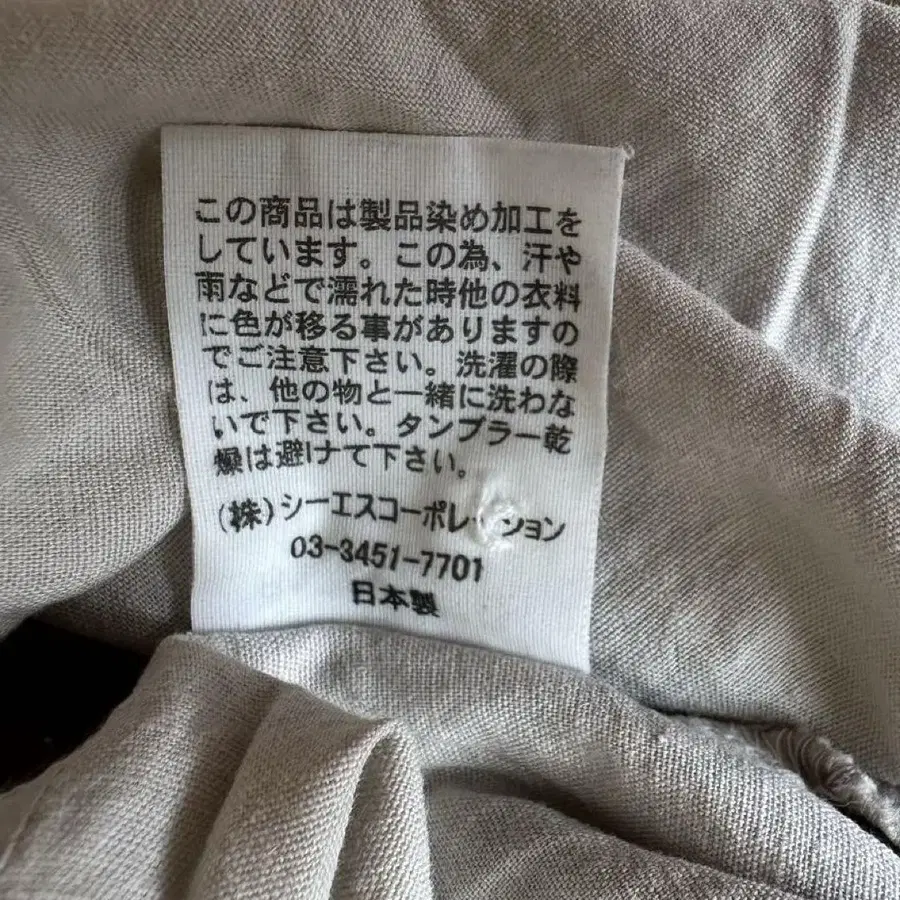 この商品は製品染め加工を
しています。この為、汗や
雨などで濡れた時他の衣料
に色が移る事がありますの
でご注意下さい。洗濯の際
は、他の物と一緒に洗わな
いで下さい。タンブラー乾
燥は避けて下さい。
(株)シーエスコーポレーション
03-3451-7701
日本製